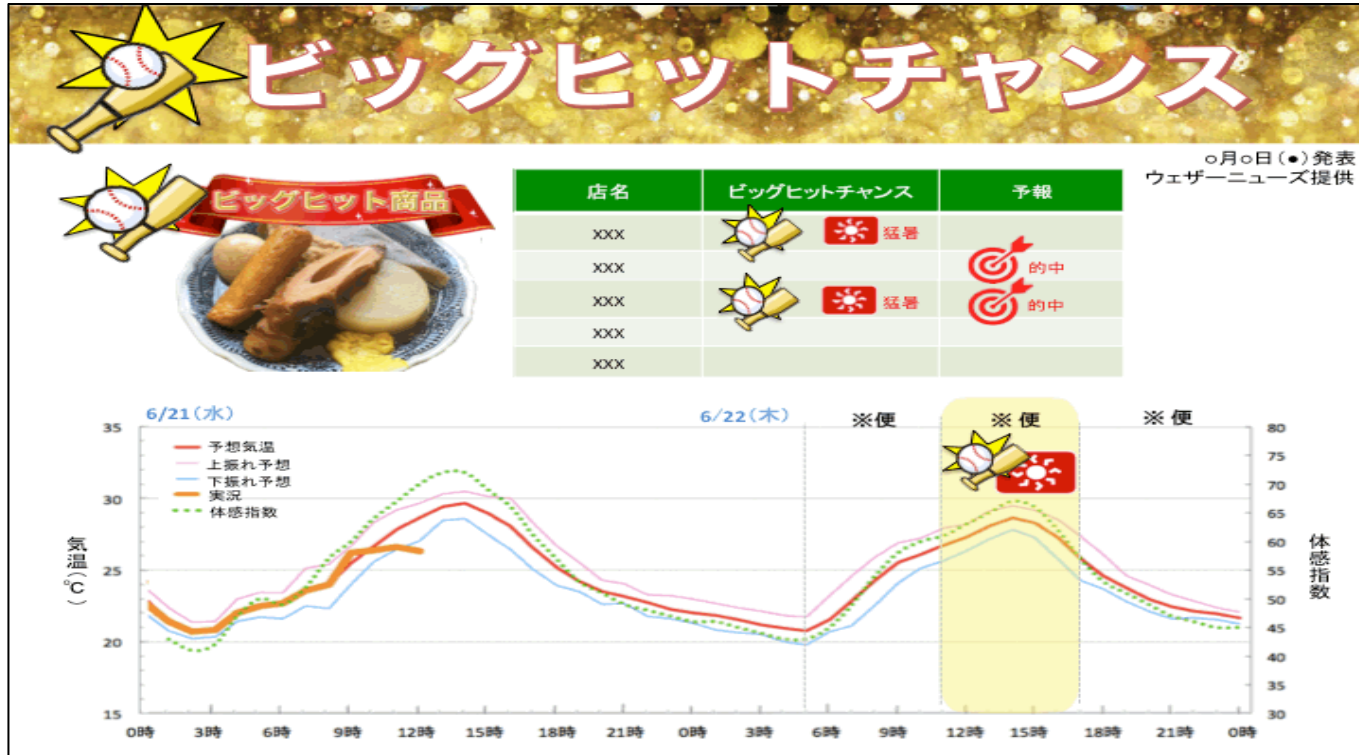 ビッグヒットチャンス
○月○日(●)発表
ウェザーニューズ提供
ビッグヒット商品
店名 ビッグヒットチャンス 予報
xxx 猛暑
xxx 的中
xxx 猛暑 的中
xxx
xxx
6/21(水) 6/22(木) ※便 ※便 ※便
予想気温
上振れ予想
下振れ予想
実況
体感指数
気温(℃)
35
30
25
20
15
体感指数
80
75
70
65
60
55
50
45
40
35
30
0時 3時 6時 9時 12時 15時 18時 21時 0時 3時 6時 9時 12時 15時 18時 21時 0時